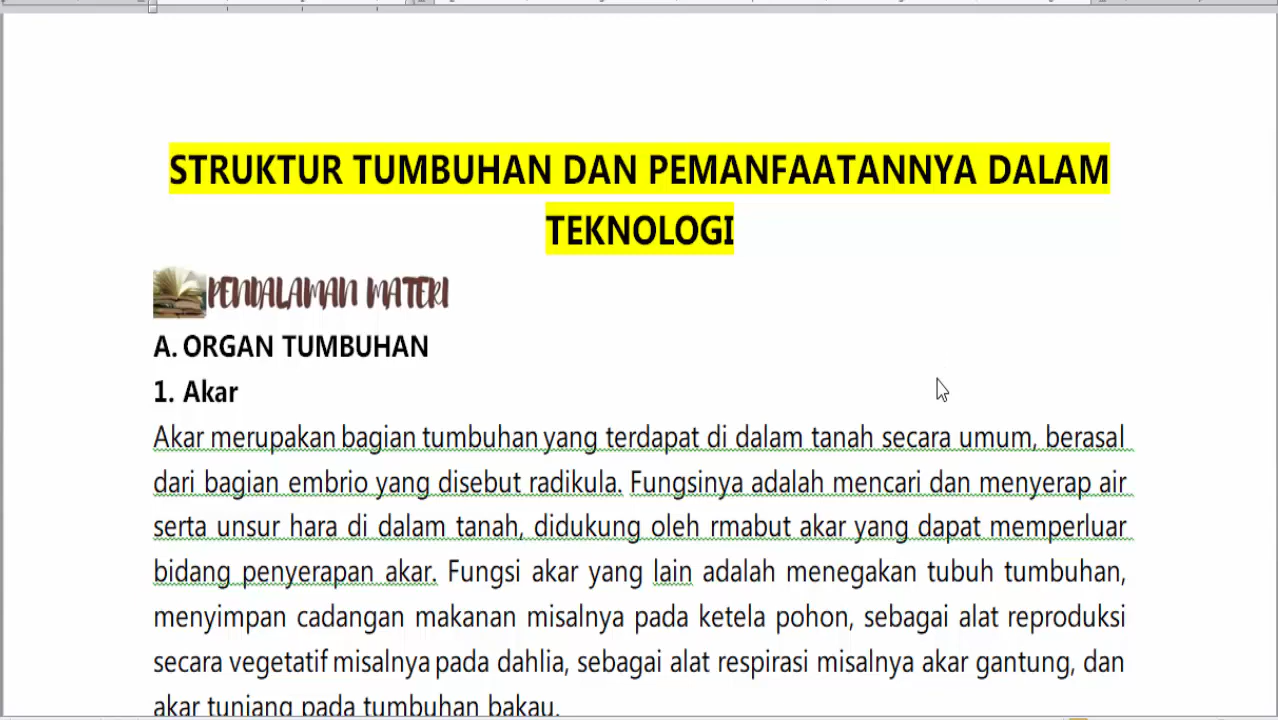 STRUKTUR TUMBUHAN DAN PEMANFAATANNYA DALAM
TEKNOLOGI
PENDALAMAN MATERI
A. ORGAN TUMBUHAN
1. Akar
Akar merupakan bagian tumbuhan yang terdapat di dalam tanah secara umum, berasal
dari bagian embrio yang disebut radikula. Fungsinya adalah mencari dan menyerap air
serta unsur hara di dalam tanah, didukung oleh rmabut akar yang dapat memperluar
bidang penyerapan akar. Fungsi akar yang lain adalah menegakan tubuh tumbuhan,
menyimpan cadangan makanan misalnya pada ketela pohon, sebagai alat reproduksi
secara vegetatif misalnya pada dahlia, sebagai alat respirasi misalnya akar gantung, dan
akar tunjang pada tumbuhan bakau.